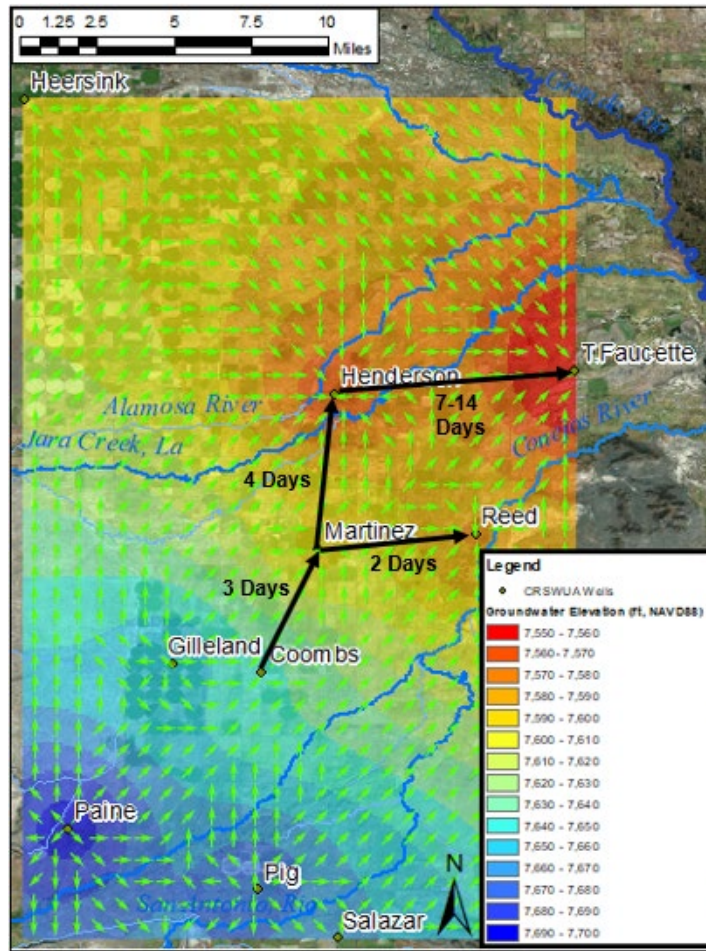 0 1.25 2.5 5 7.5 10
Miles
Heersink
T.Faucette
Henderson
Alamosa River
7-14
Days
Conejos River
Jara Creek, La
4 Days
Martinez
Reed
2 Days
3 Days
Gilleland
Coombs
Paine
Pig
San Antonio, Rio
Salazar
N
Legend
CRSWUA Wells
Groundwater Elevation (ft, NAVD88)
7,550 - 7,560
7,560 - 7,570
7,570 - 7,580
7,580 - 7,590
7,590 - 7,600
7,600 - 7,610
7,610 - 7,620
7,620 - 7,630
7,630 - 7,640
7,640 - 7,650
7,650 - 7,660
7,660 - 7,670
7,670 - 7,680
7,680 - 7,690
7,690 - 7,700